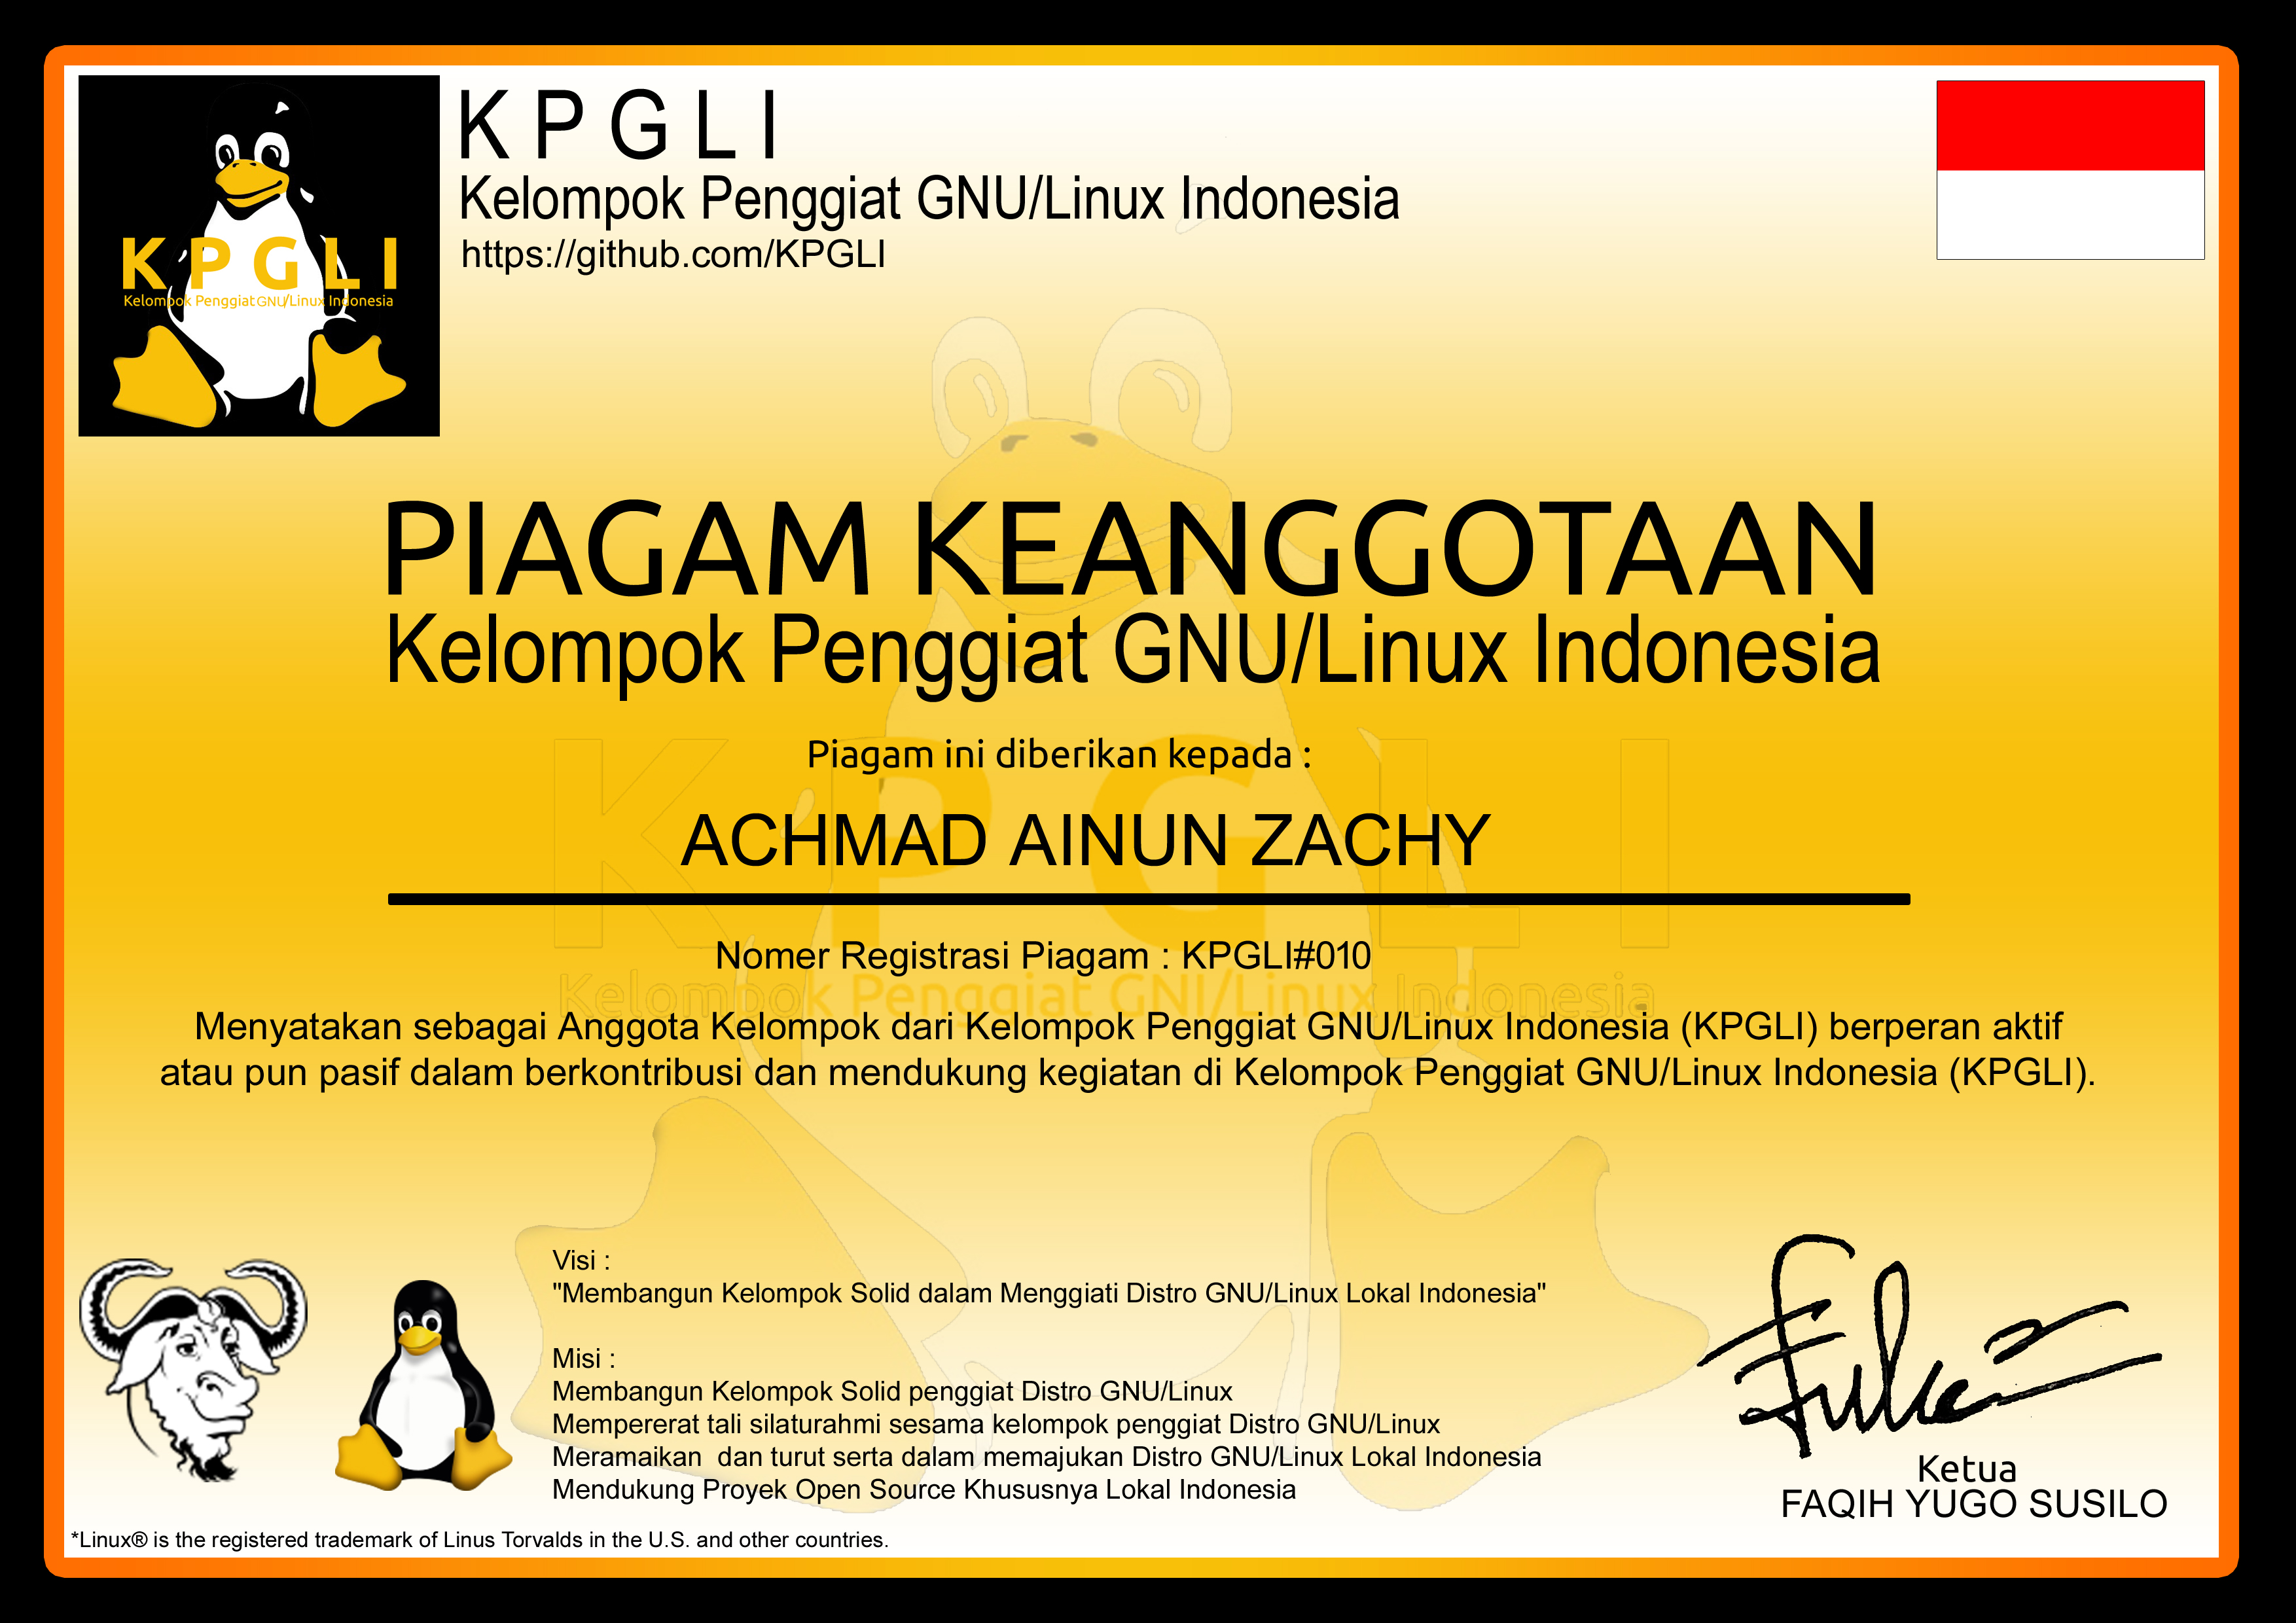 K P G L I
Kelompok Penggiat GNU/Linux Indonesia
https://github.com/KPGLI
K P G L I
Kelompok Penggiat GNU/Linux Indonesia
PIAGAM KEANGGOTAAN
Kelompok Penggiat GNU/Linux Indonesia
Piagam ini diberikan kepada :
K P G L I
ACHMAD AINUN ZACHY
Nomer Registrasi Piagam : KPGLI#010
Kelompok Penggiat GNI/Linux Indonesia
Menyatakan sebagai Anggota Kelompok dari Kelompok Penggiat GNU/Linux Indonesia (KPGLI) berperan aktif
atau pun pasif dalam berkontribusi dan mendukung kegiatan di Kelompok Penggiat GNU/Linux Indonesia (KPGLI).
Visi :
"Membangun Kelompok Solid dalam Menggiati Distro GNU/Linux Lokal Indonesia"
Misi :
Membangun Kelompok Solid penggiat Distro GNU/Linux
Mempererat tali silaturahmi sesama kelompok penggiat Distro GNU/Linux
Meramaikan  dan turut serta dalam memajukan Distro GNU/Linux Lokal Indonesia
Mendukung Proyek Open Source Khususnya Lokal Indonesia
Ketua
FAQIH YUGO SUSILO
*Linux® is the registered trademark of Linus Torvalds in the U.S. and other countries.